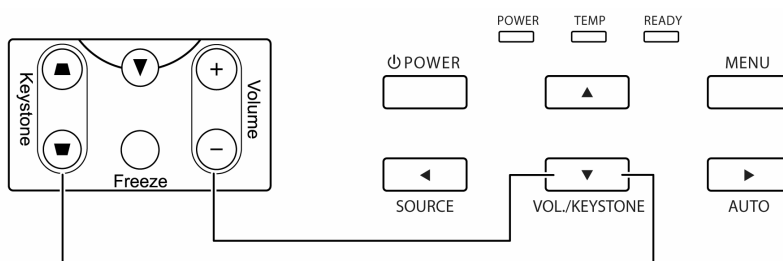 POWER TEMP READY
POWER MENU
Keystone
Volume
Freeze
SOURCE VOL./KEYSTONE AUTO